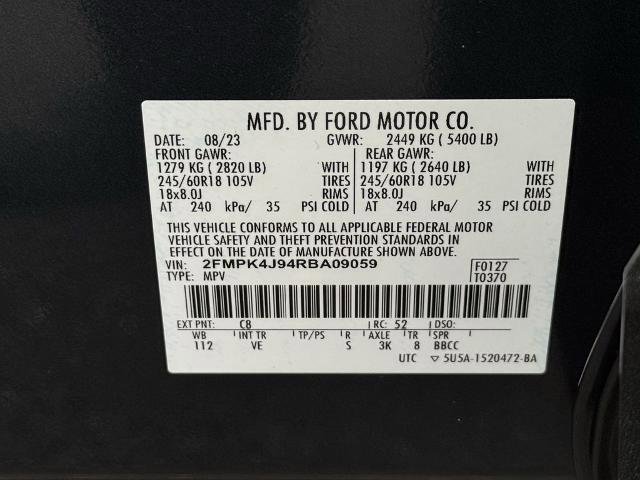 MFD. BY FORD MOTOR CO.
DATE: 08/23 GVWR: 2449 KG ( 5400 LB)
FRONT GAWR: REAR GAWR:
1279 KG ( 2820 LB) WITH 1197 KG ( 2640 LB) WITH
245/60R18 105V TIRES 245/60R18 105V TIRES
18x8.0J RIMS 18x8.0J RIMS
AT 240 kPa/ 35 PSI COLD AT 240 kPa/ 35 PSI COLD
THIS VEHICLE CONFORMS TO ALL APPLICABLE FEDERAL MOTOR
VEHICLE SAFETY AND THEFT PREVENTION STANDARDS IN
EFFECT ON THE DATE OF MANUFACTURE SHOWN ABOVE.
VIN: 2FMPK4J94RBA09059 F0127
TYPE: MPV T0370
EXT PNT: C8 RC: 52 DSO:
WB INT TR TP/PS R AXLE TR SPR
112 VE S 3K 8 BBCC
UTC ▽ 5U5A-1520472-BA